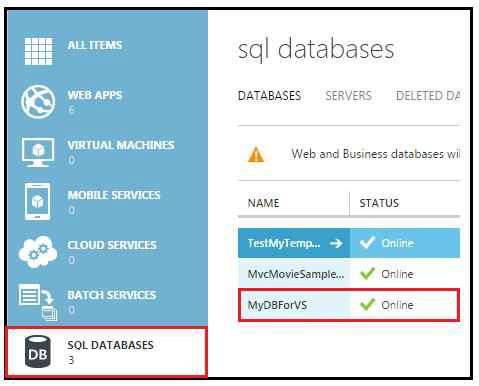 ALL ITEMS
WEB APPS
6
VIRTUAL MACHINES
0
MOBILE SERVICES
0
CLOUD SERVICES
0
BATCH SERVICES
0
DB
SQL DATABASES
3
sql databases
DATABASES SERVERS DELETED DA
Web and Business databases wil
NAME STATUS
TestMyTemp... Online
MvcMovieSample... Online
MyDBForVS Online